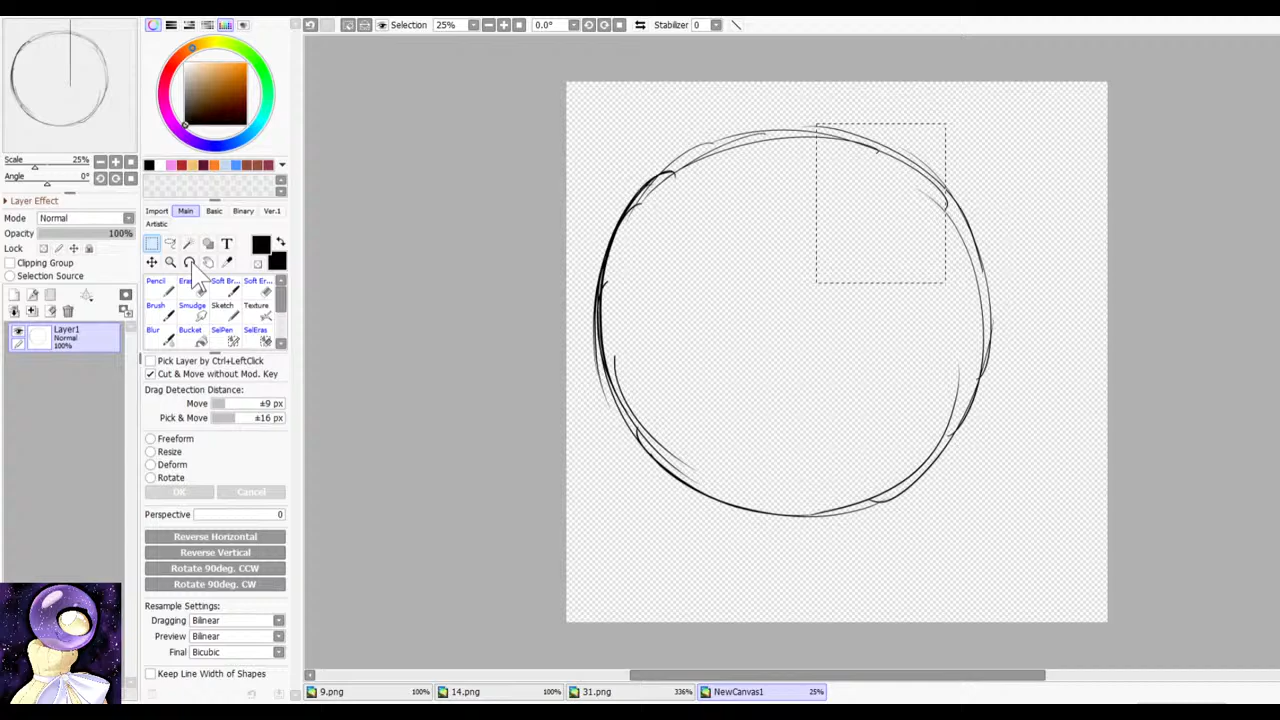 Selection 25% 0.0° Stabilizer 0
Scale 25%
Angle 0°
Layer Effect
Mode Normal
Opacity 100%
Lock
Clipping Group
Selection Source
Layer1
Normal
100%
Import Main Basic Binary Ver.1
Artistic
T
Pencil Eras Soft Br... Soft Er...
Brush Smudge Sketch Texture
Blur Bucket SelPen SelEras
Pick Layer by Ctrl+LeftClick
Cut & Move without Mod. Key
Drag Detection Distance:
Move ±9 px
Pick & Move ±16 px
Freeform
Resize
Deform
Rotate
OK Cancel
Perspective 0
Reverse Horizontal
Reverse Vertical
Rotate 90deg. CCW
Rotate 90deg. CW
Resample Settings:
Dragging Bilinear
Preview Bilinear
Final Bicubic
Keep Line Width of Shapes
9.png 100% 14.png 100% 31.png 336% NewCanvas1 25%